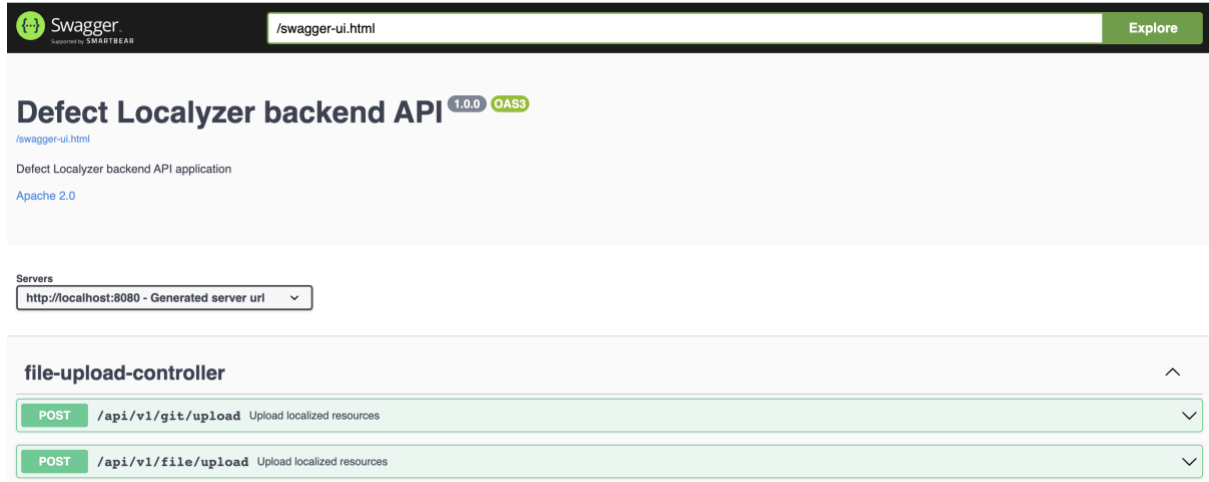 Swagger.
Supported by SMARTBEAR
/swagger-ui.html
Explore
Defect Localyzer backend API 1.0.0 OAS3
/swagger-ui.html
Defect Localyzer backend API application
Apache 2.0
Servers
http://localhost:8080 - Generated server url
file-upload-controller
POST /api/v1/git/upload Upload localized resources
POST /api/v1/file/upload Upload localized resources